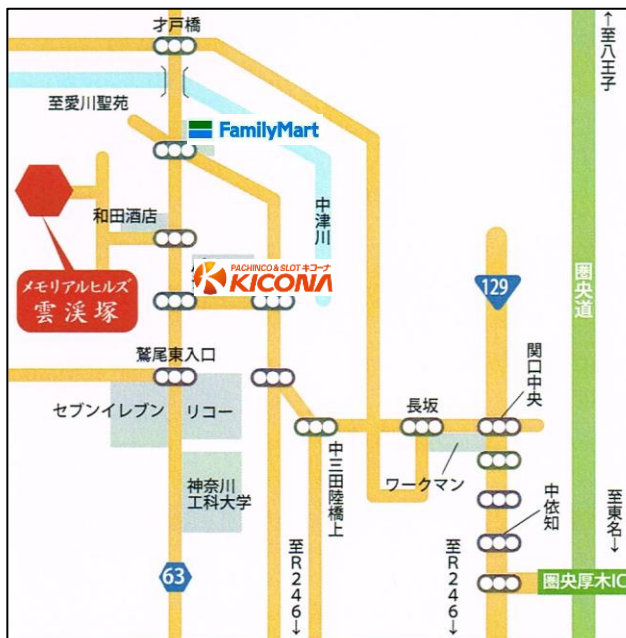 才戸橋
←至八王子
至愛川聖苑
FamilyMart
中津川
和田酒店
PACHINCO & SLOT キコーナ
KICONA
メモリアルヒルズ
雲渓塚
129
圏央道
鷲尾東入口
関口中央
セブンイレブン
リコー
長坂
ワークマン
中三田陸橋上
神奈川
工科大学
中依知
至東名→
63
至R246→
至R246→
圏央厚木IC